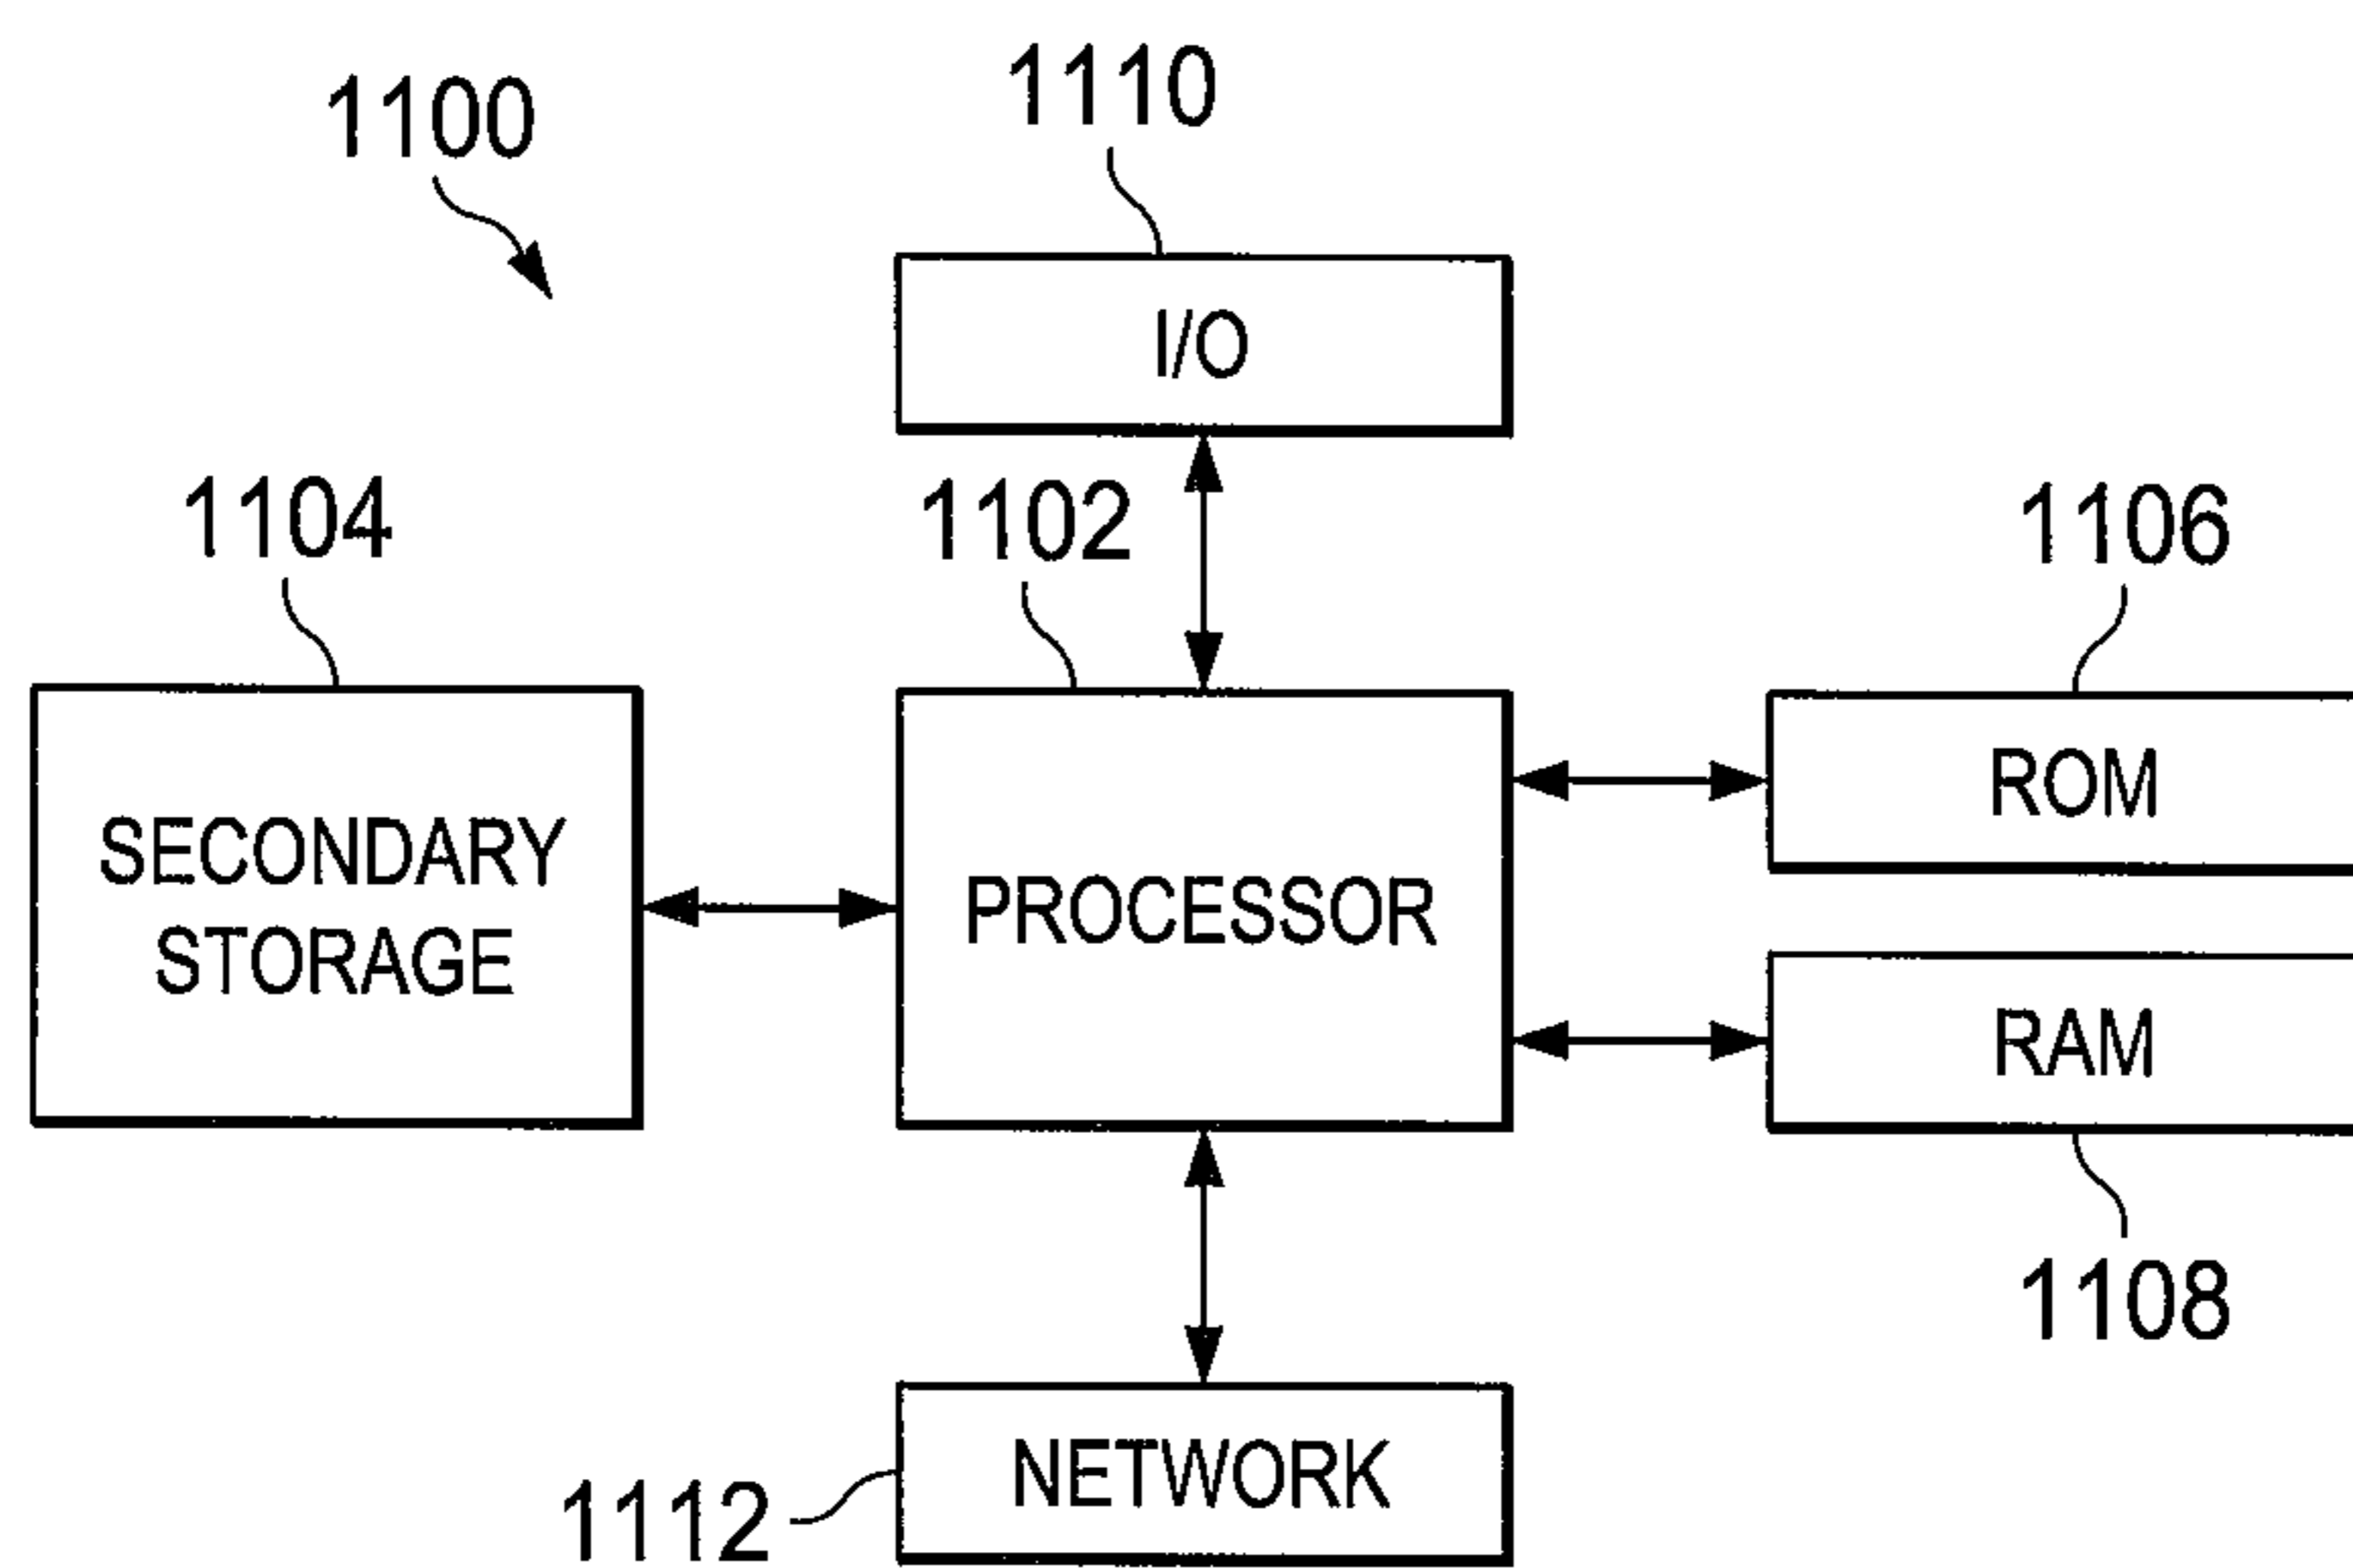 1100
1110
I/O
1104
1102
1106
SECONDARY
STORAGE
PROCESSOR
ROM
RAM
1108
NETWORK
1112